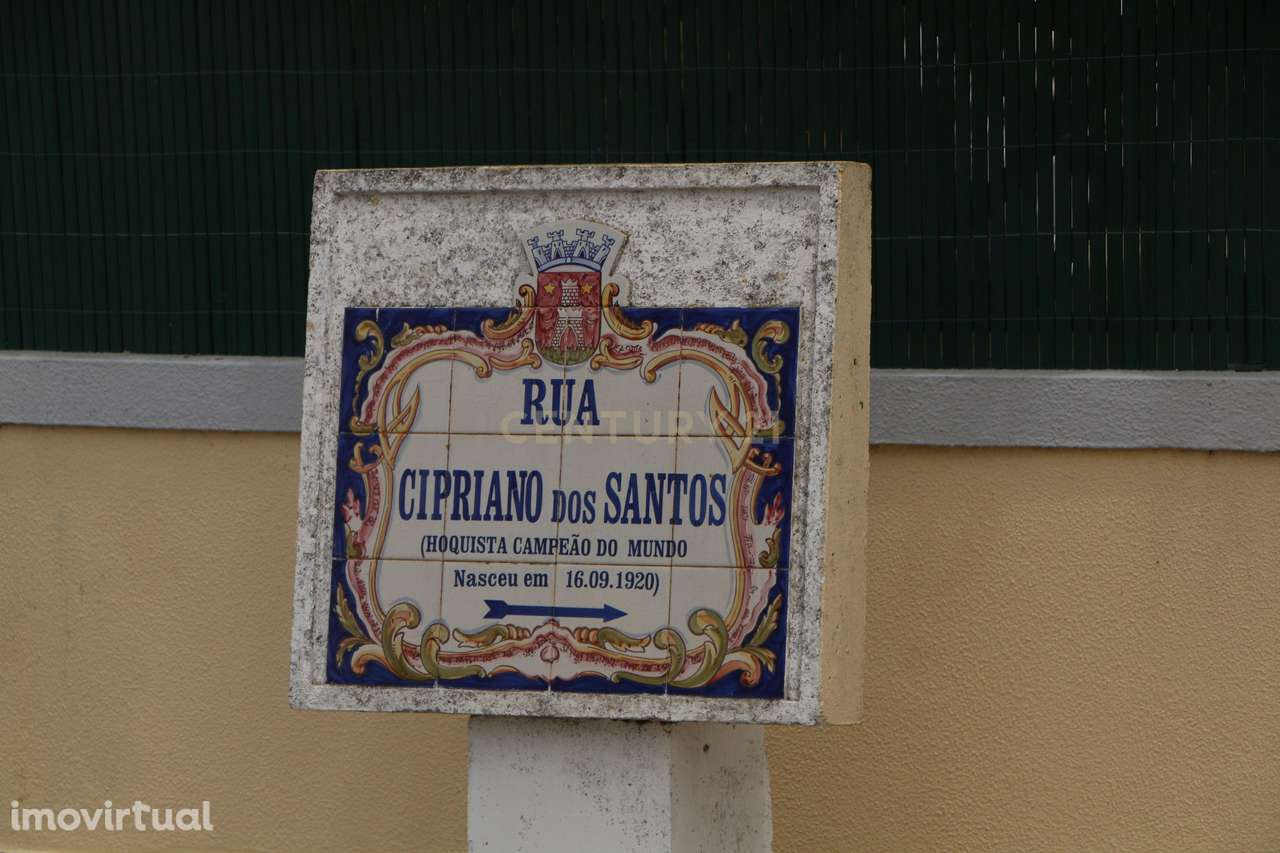 RUA
CENTURY 21
CIPRIANO DOS SANTOS
(HOQUISTA CAMPEÃO DO MUNDO
Nasceu em 16.09.1920)
imovirtual